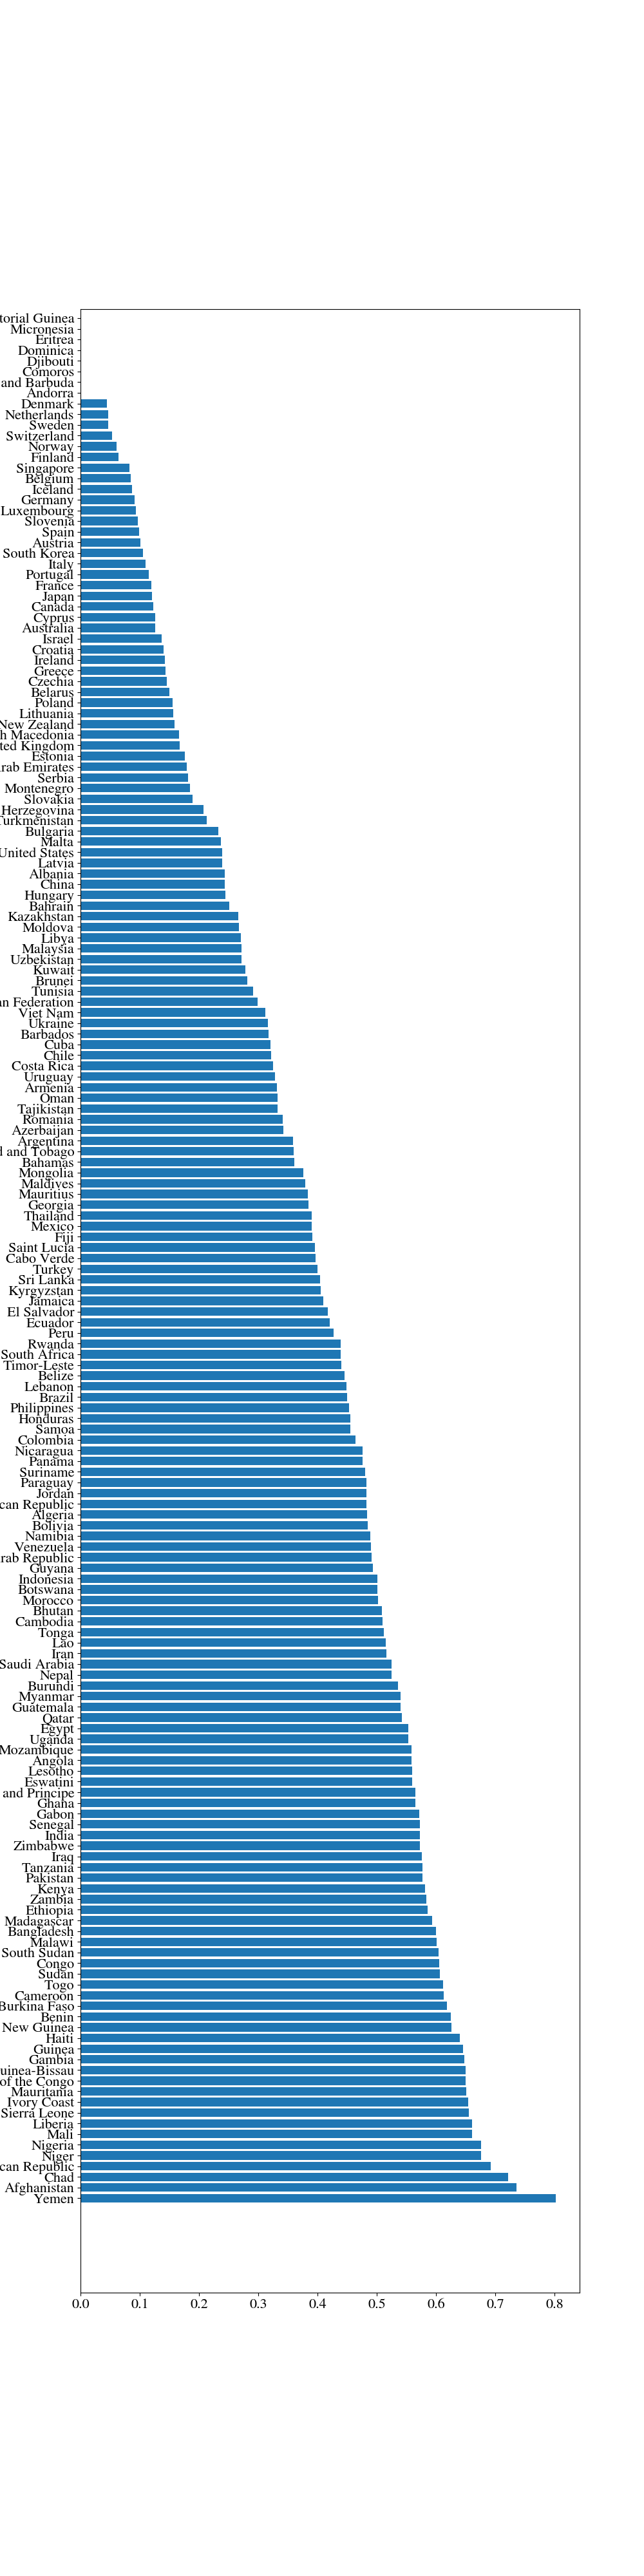 torial Guinea
Micronesia
Eritrea
Dominica
Djibouti
Comoros
and Barbuda
Andorra
Denmark
Netherlands
Sweden
Switzerland
Norway
Finland
Singapore
Belgium
Iceland
Germany
Luxembourg
Slovenia
Spain
Austria
South Korea
Italy
Portugal
France
Japan
Canada
Cyprus
Australia
Israel
Croatia
Ireland
Greece
Czechia
Belarus
Poland
Lithuania
New Zealand
h Macedonia
ted Kingdom
Estonia
rab Emirates
Serbia
Montenegro
Slovakia
Herzegovina
Turkmenistan
Bulgaria
Malta
United States
Latvia
Albania
China
Hungary
Bahrain
Kazakhstan
Moldova
Libya
Malaysia
Uzbekistan
Kuwait
Brunei
Tunisia
an Federation
Viet Nam
Ukraine
Barbados
Cuba
Chile
Costa Rica
Uruguay
Armenia
Oman
Tajikistan
Romania
Azerbaijan
Argentina
d and Tobago
Bahamas
Mongolia
Maldives
Mauritius
Georgia
Thailand
Mexico
Fiji
Saint Lucia
Cabo Verde
Turkey
Sri Lanka
Kyrgyzstan
Jamaica
El Salvador
Ecuador
Peru
Rwanda
South Africa
Timor-Leste
Belize
Lebanon
Brazil
Philippines
Honduras
Samoa
Colombia
Nicaragua
Panama
Suriname
Paraguay
Jordan
can Republic
Algeria
Bolivia
Namibia
Venezuela
rab Republic
Guyana
Indonesia
Botswana
Morocco
Bhutan
Cambodia
Tonga
Lao
Iran
Saudi Arabia
Nepal
Burundi
Myanmar
Guatemala
Qatar
Egypt
Uganda
Mozambique
Angola
Lesotho
Eswatini
and Principe
Ghana
Gabon
Senegal
India
Zimbabwe
Iraq
Tanzania
Pakistan
Kenya
Zambia
Ethiopia
Madagascar
Bangladesh
Malawi
South Sudan
Congo
Sudan
Togo
Cameroon
Burkina Faso
Benin
New Guinea
Haiti
Guinea
Gambia
uinea-Bissau
of the Congo
Mauritania
Ivory Coast
Sierra Leone
Liberia
Mali
Nigeria
Niger
can Republic
Chad
Afghanistan
Yemen
0.0 0.1 0.2 0.3 0.4 0.5 0.6 0.7 0.8